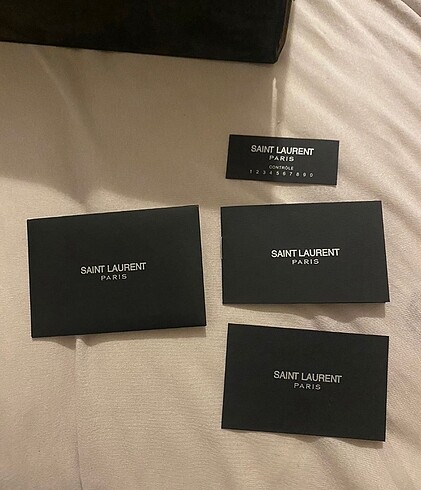 SAINT LAURENT
PARIS
CONTRÔLE
1 2 3 4 5 6 7 8 9 0
SAINT LAURENT
PARIS
SAINT LAURENT
PARIS
SAINT LAURENT
PARIS